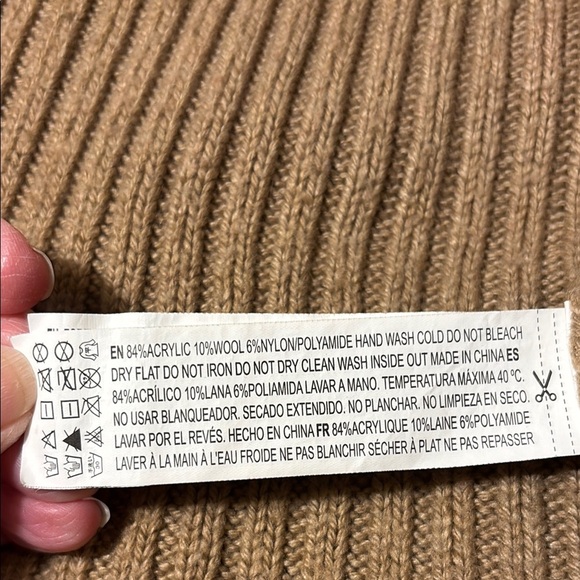 EN 84%ACRYLIC 10%WOOL 6%NYLON/POLYAMIDE HAND WASH COLD DO NOT BLEACH
DRY FLAT DO NOT IRON DO NOT DRY CLEAN WASH INSIDE OUT MADE IN CHINA ES
84%ACRÍLICO 10%LANA 6%POLIAMIDA LAVAR A MANO. TEMPERATURA MÁXIMA 40 ºC.
NO USAR BLANQUEADOR. SECADO EXTENDIDO. NO PLANCHAR. NO LIMPIEZA EN SECO.
LAVAR POR EL REVÉS. HECHO EN CHINA FR 84%ACRYLIQUE 10%LAINE 6%POLYAMIDE
LAVER À LA MAIN À L'EAU FROIDE NE PAS BLANCHIR SÉCHER À PLAT NE PAS REPASSER